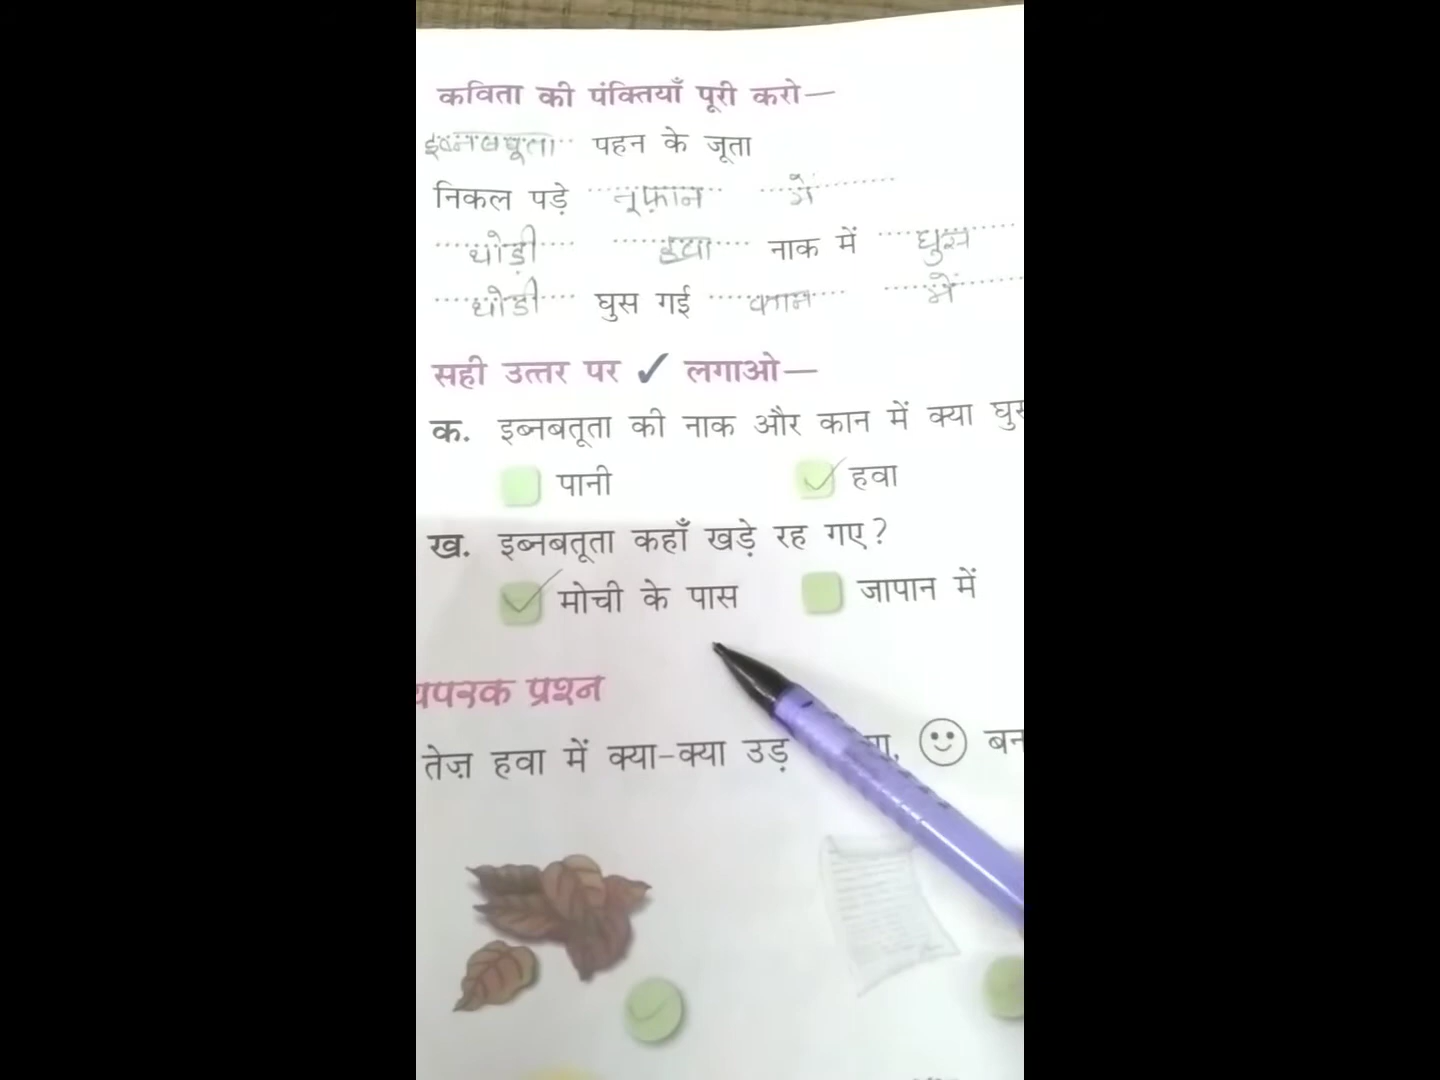 कविता की पंक्तियाँ पूरी करो—
इब्नबतूता पहन के जूता
निकल पड़े तूफ़ान में
थोड़ी हवा नाक में घुस
थोडी घुस गई कान में
सही उत्तर पर ✓ लगाओ—
क. इब्नबतूता की नाक और कान में क्या घुस
पानी हवा
ख. इब्नबतूता कहाँ खड़े रह गए?
मोची के पास जापान में
परक प्रश्न
तेज़ हवा में क्या-क्या उड़ बन